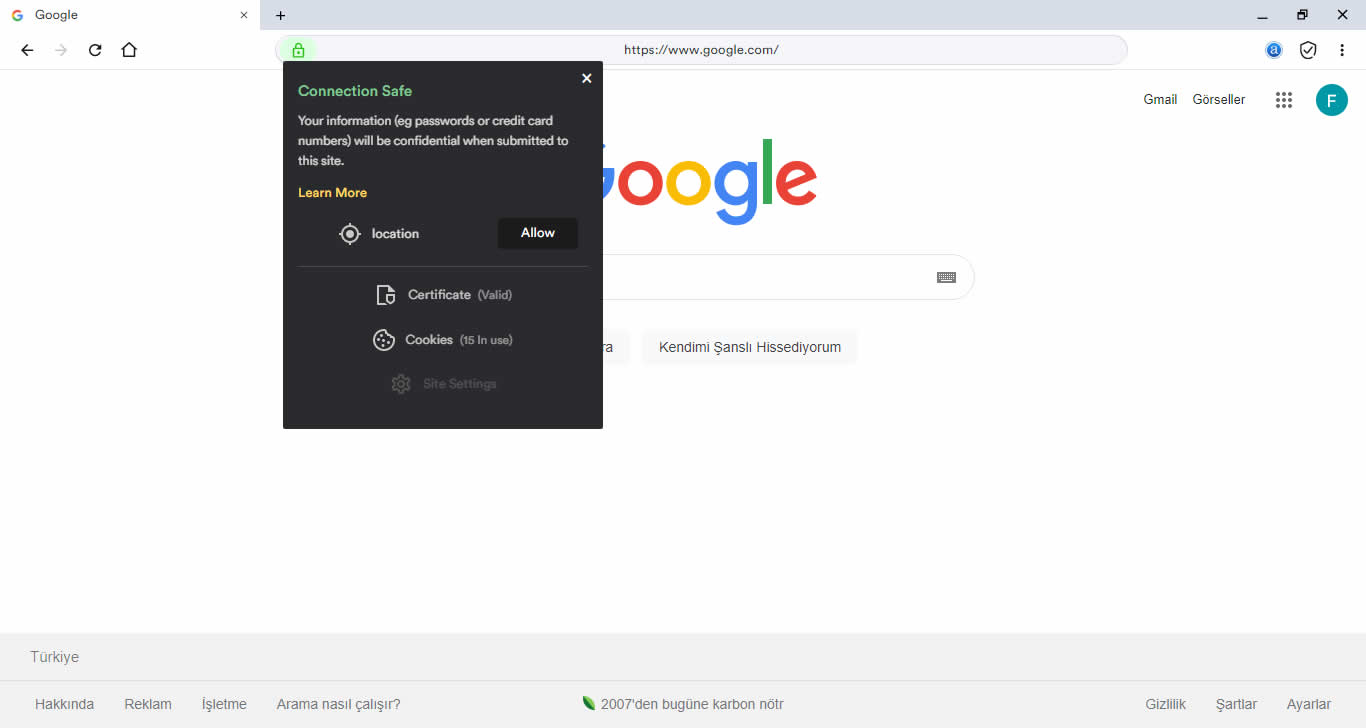 Google
https://www.google.com/
Connection Safe
Your information (eg passwords or credit card
numbers) will be confidential when submitted to
this site.
Learn More
location
Allow
Certificate (Valid)
Cookies (15 In use)
Site Settings
Gmail
Görseller
F
Google
ra
Kendimi Şanslı Hissediyorum
Türkiye
Hakkında
Reklam
İşletme
Arama nasıl çalışır?
2007'den bugüne karbon nötr
Gizlilik
Şartlar
Ayarlar